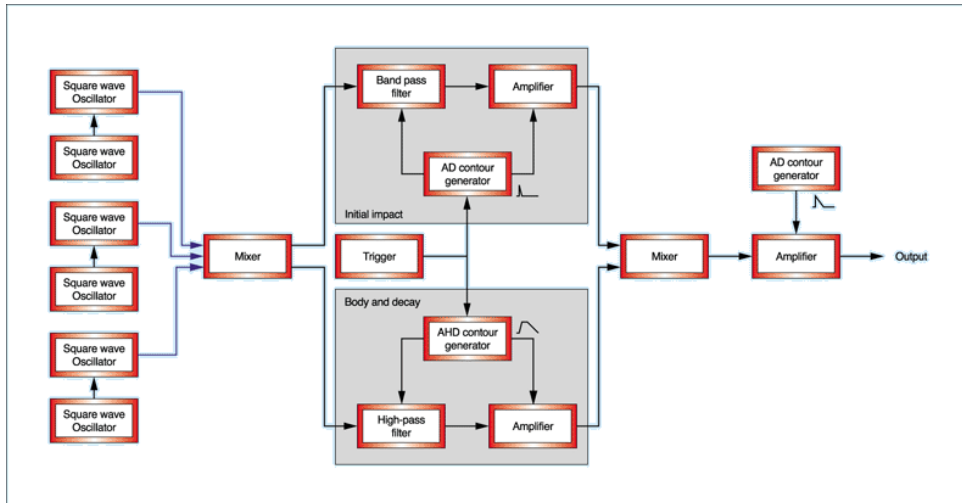 Square wave
Oscillator
Square wave
Oscillator
Square wave
Oscillator
Square wave
Oscillator
Square wave
Oscillator
Square wave
Oscillator
Mixer
Band pass
filter
Amplifier
AD contour
generator
Initial impact
Trigger
Body and decay
AHD contour
generator
High-pass
filter
Amplifier
Mixer
AD contour
generator
Amplifier
Output